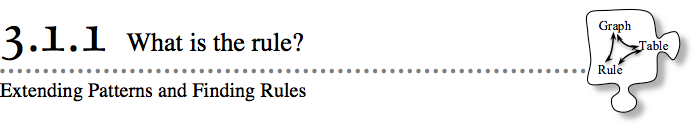 3.1.1 What is the rule?
Extending Patterns and Finding Rules
Graph
Table
Rule